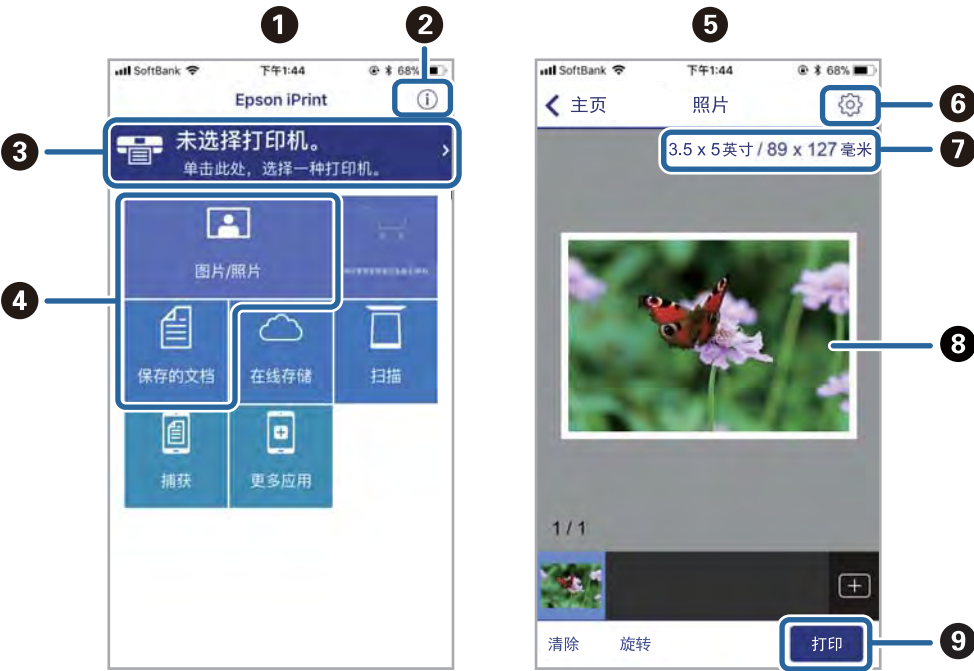 1
2
SoftBank 下午1:44 68%
Epson iPrint
3
未选择打印机。
单击此处，选择一种打印机。
4
图片/照片
保存的文档 在线存储 扫描
捕获 更多应用
5
SoftBank 下午1:44 68%
主页 照片
6
3.5 x 5英寸 / 89 x 127 毫米
7
8
1 / 1
清除 旋转 打印
9